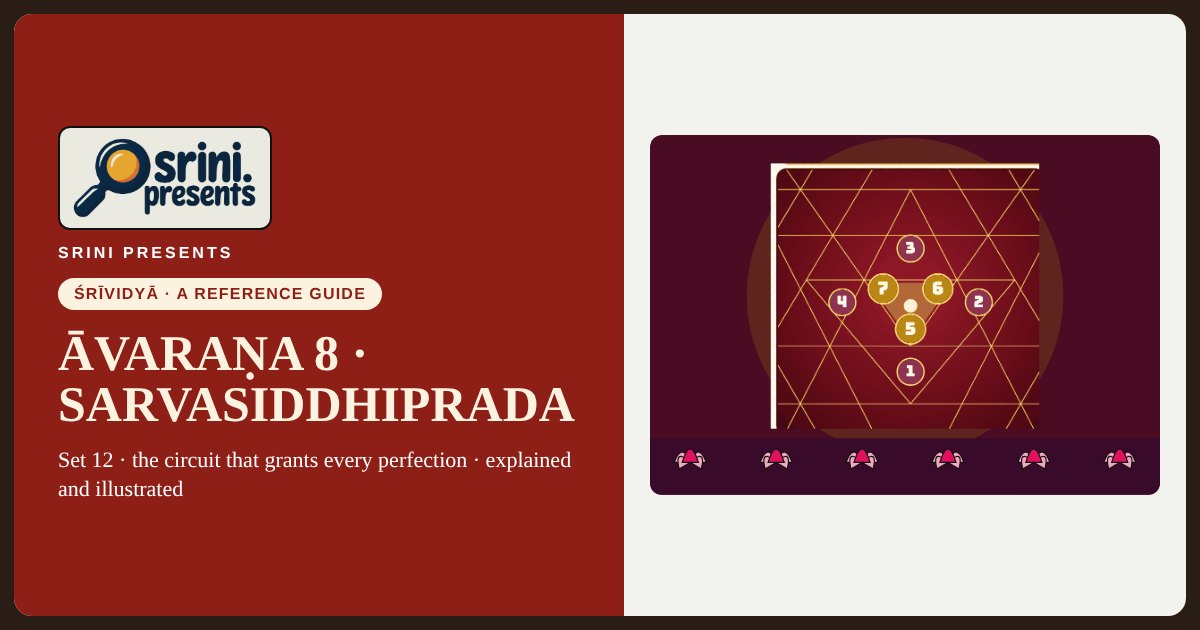 srini.
presents
SRINI PRESENTS
ŚRĪVIDYĀ · A REFERENCE GUIDE
ĀVARAṆA 8 ·
SARVASIDDHIPRADA
Set 12 · the circuit that grants every perfection · explained
and illustrated
3
7 6
4 2
5
1